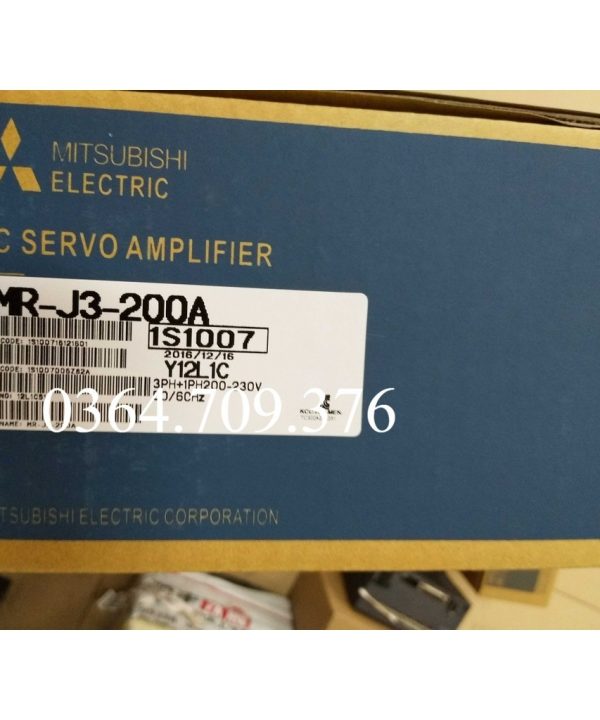 MITSUBISHI
ELECTRIC
C SERVO AMPLIFIER
MR-J3-200A
1S1007
2016/12/16
Y12L1C
3PH+1PH200-230V
0364.709.376
TSUBISHI ELECTRIC CORPORATION